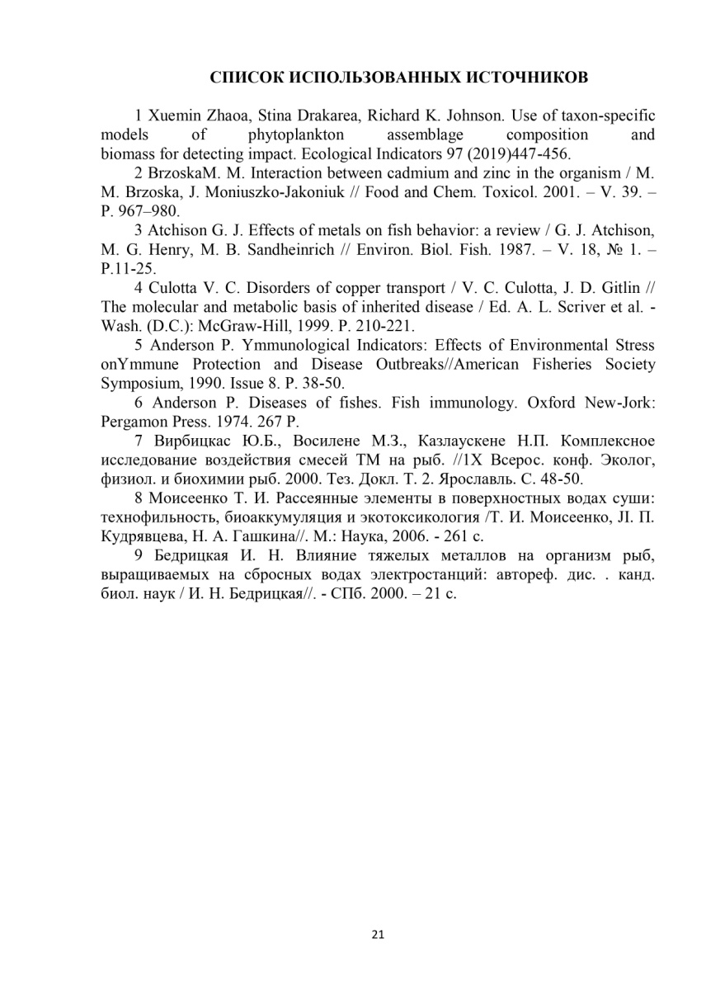 СПИСОК ИСПОЛЬЗОВАННЫХ ИСТОЧНИКОВ
1 Xuemin Zhaoa, Stina Drakarea, Richard K. Johnson. Use of taxon-specific
models of phytoplankton assemblage composition and
biomass for detecting impact. Ecological Indicators 97 (2019)447-456.
2 BrzoskaM. M. Interaction between cadmium and zinc in the organism / M.
M. Brzoska, J. Moniuszko-Jakoniuk // Food and Chem. Toxicol. 2001. – V. 39. –
P. 967–980.
3 Atchison G. J. Effects of metals on fish behavior: a review / G. J. Atchison,
M. G. Henry, M. B. Sandheinrich // Environ. Biol. Fish. 1987. – V. 18, № 1. –
P.11-25.
4 Culotta V. C. Disorders of copper transport / V. C. Culotta, J. D. Gitlin //
The molecular and metabolic basis of inherited disease / Ed. A. L. Scriver et al. -
Wash. (D.C.): McGraw-Hill, 1999. P. 210-221.
5 Anderson P. Ymmunological Indicators: Effects of Environmental Stress
onYmmune Protection and Disease Outbreaks//American Fisheries Society
Symposium, 1990. Issue 8. P. 38-50.
6 Anderson P. Diseases of fishes. Fish immunology. Oxford New-Jork:
Pergamon Press. 1974. 267 P.
7 Вирбицкас Ю.Б., Восилене М.З., Казлаускене Н.П. Комплексное
исследование воздействия смесей ТМ на рыб. //1X Всерос. конф. Эколог,
физиол. и биохимии рыб. 2000. Тез. Докл. Т. 2. Ярославль. С. 48-50.
8 Моисеенко Т. И. Рассеянные элементы в поверхностных водах суши:
технофильность, биоаккумуляция и экотоксикология /Т. И. Моисеенко, JI. П.
Кудрявцева, Н. А. Гашкина//. М.: Наука, 2006. - 261 с.
9 Бедрицкая И. Н. Влияние тяжелых металлов на организм рыб,
выращиваемых на сбросных водах электростанций: автореф. дис. . канд.
биол. наук / И. Н. Бедрицкая//. - СПб. 2000. – 21 с.
21